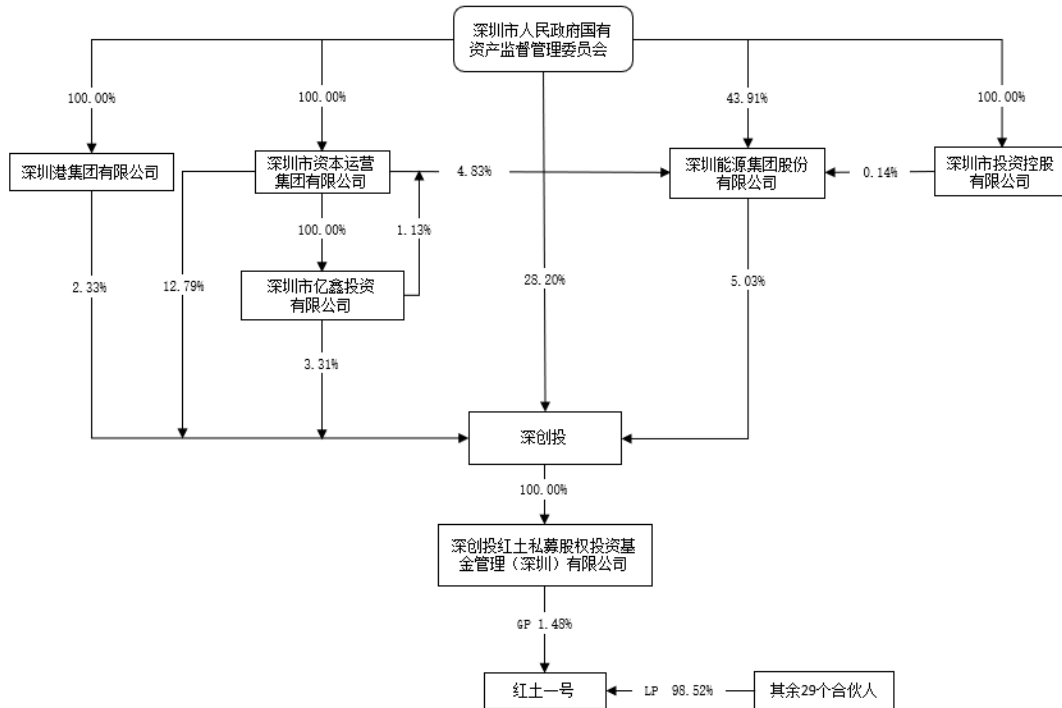 深圳市人民政府国有
资产监督管理委员会
100.00%
100.00%
43.91%
100.00%
深圳港集团有限公司
深圳市资本运营
集团有限公司
4.83%
深圳能源集团股份
有限公司
0.14%
深圳市投资控股
有限公司
100.00%
1.13%
2.33%
12.79%
深圳市亿鑫投资
有限公司
28.20%
5.03%
3.31%
深创投
100.00%
深创投红土私募股权投资基
金管理（深圳）有限公司
GP 1.48%
红土一号
LP 98.52%
其余29个合伙人